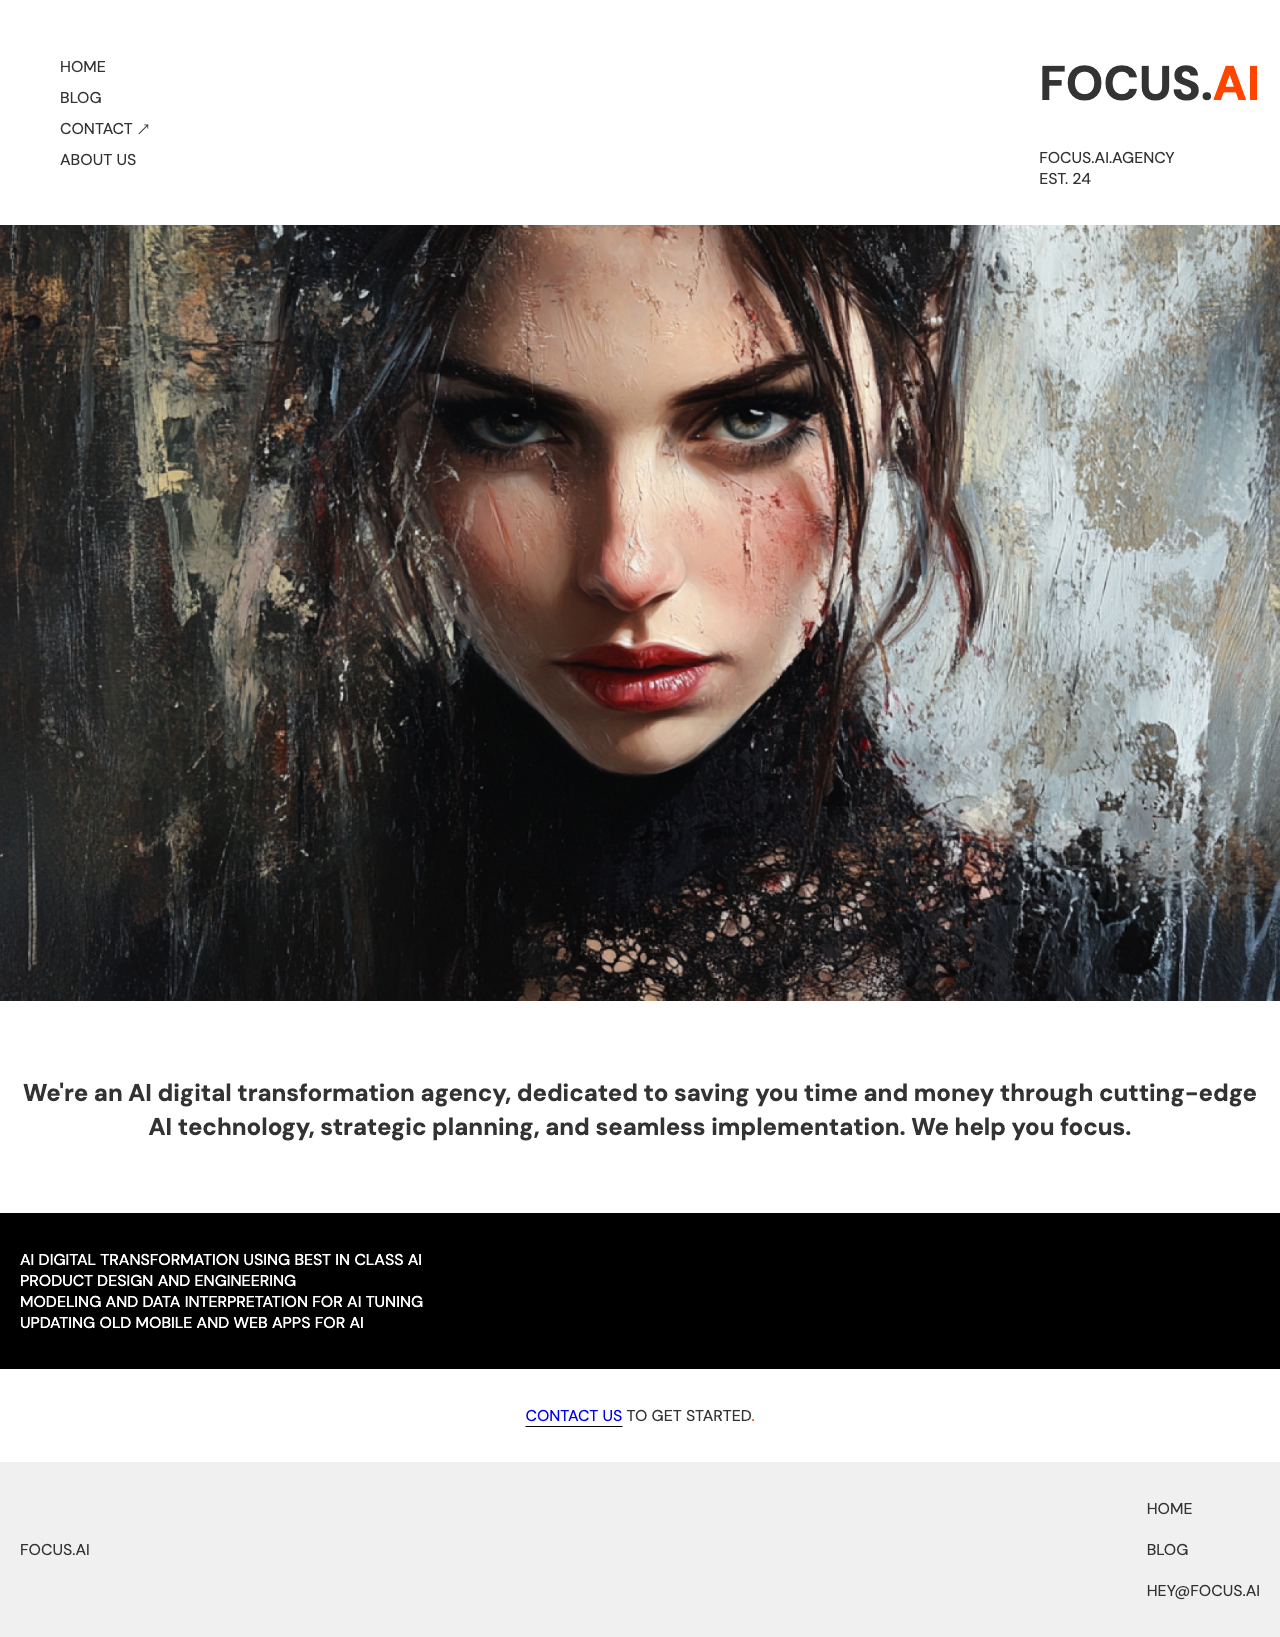 HOME
BLOG
CONTACT ↗
ABOUT US
FOCUS.AI
FOCUS.AI.AGENCY
EST. 24
We're an AI digital transformation agency, dedicated to saving you time and money through cutting-edge
AI technology, strategic planning, and seamless implementation. We help you focus.
AI DIGITAL TRANSFORMATION USING BEST IN CLASS AI
PRODUCT DESIGN AND ENGINEERING
MODELING AND DATA INTERPRETATION FOR AI TUNING
UPDATING OLD MOBILE AND WEB APPS FOR AI
CONTACT US TO GET STARTED.
FOCUS.AI
HOME
BLOG
HEY@FOCUS.AI